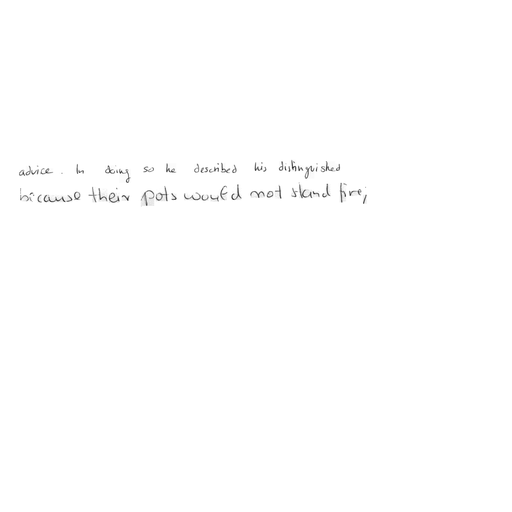 advice. In doing so he described his distinguished
because their pots would not stand fire;